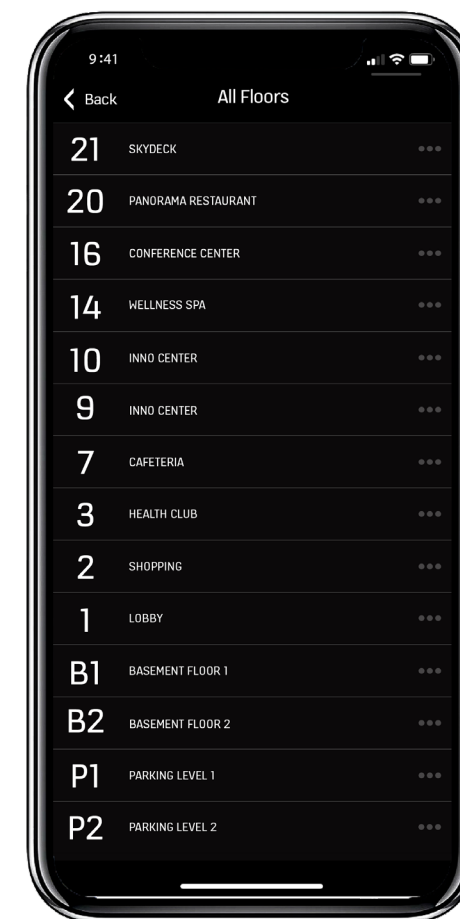 9:41
Back All Floors
21 SKYDECK
20 PANORAMA RESTAURANT
16 CONFERENCE CENTER
14 WELLNESS SPA
10 INNO CENTER
9 INNO CENTER
7 CAFETERIA
3 HEALTH CLUB
2 SHOPPING
1 LOBBY
B1 BASEMENT FLOOR 1
B2 BASEMENT FLOOR 2
P1 PARKING LEVEL 1
P2 PARKING LEVEL 2